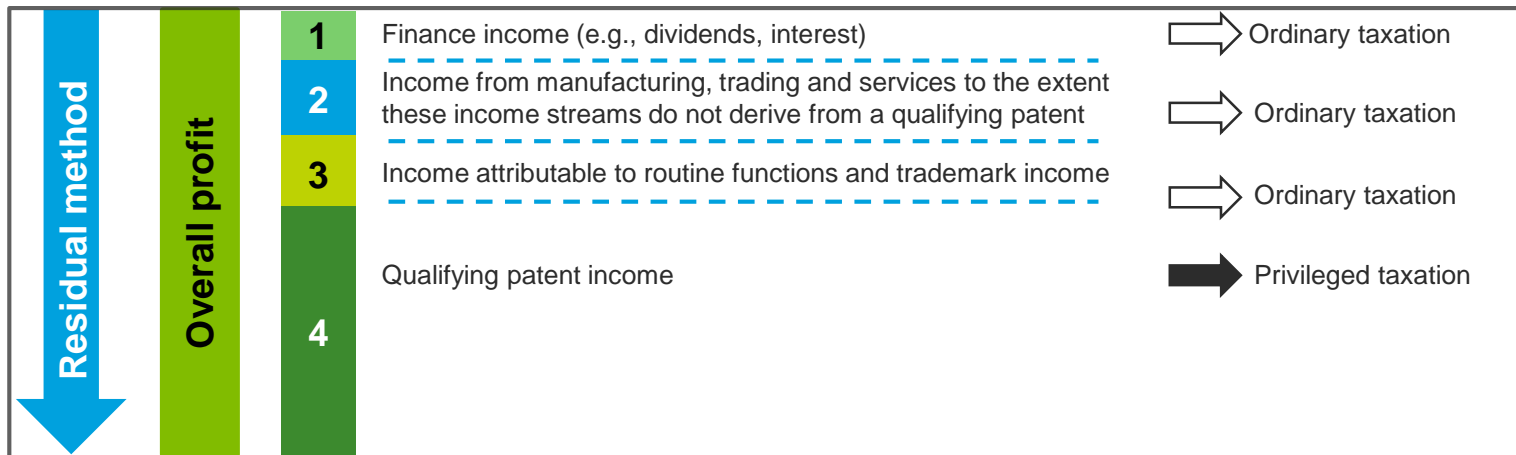 Residual method
Overall profit
1
Finance income (e.g., dividends, interest)
Ordinary taxation
2
Income from manufacturing, trading and services to the extent
these income streams do not derive from a qualifying patent
Ordinary taxation
3
Income attributable to routine functions and trademark income
Ordinary taxation
4
Qualifying patent income
Privileged taxation